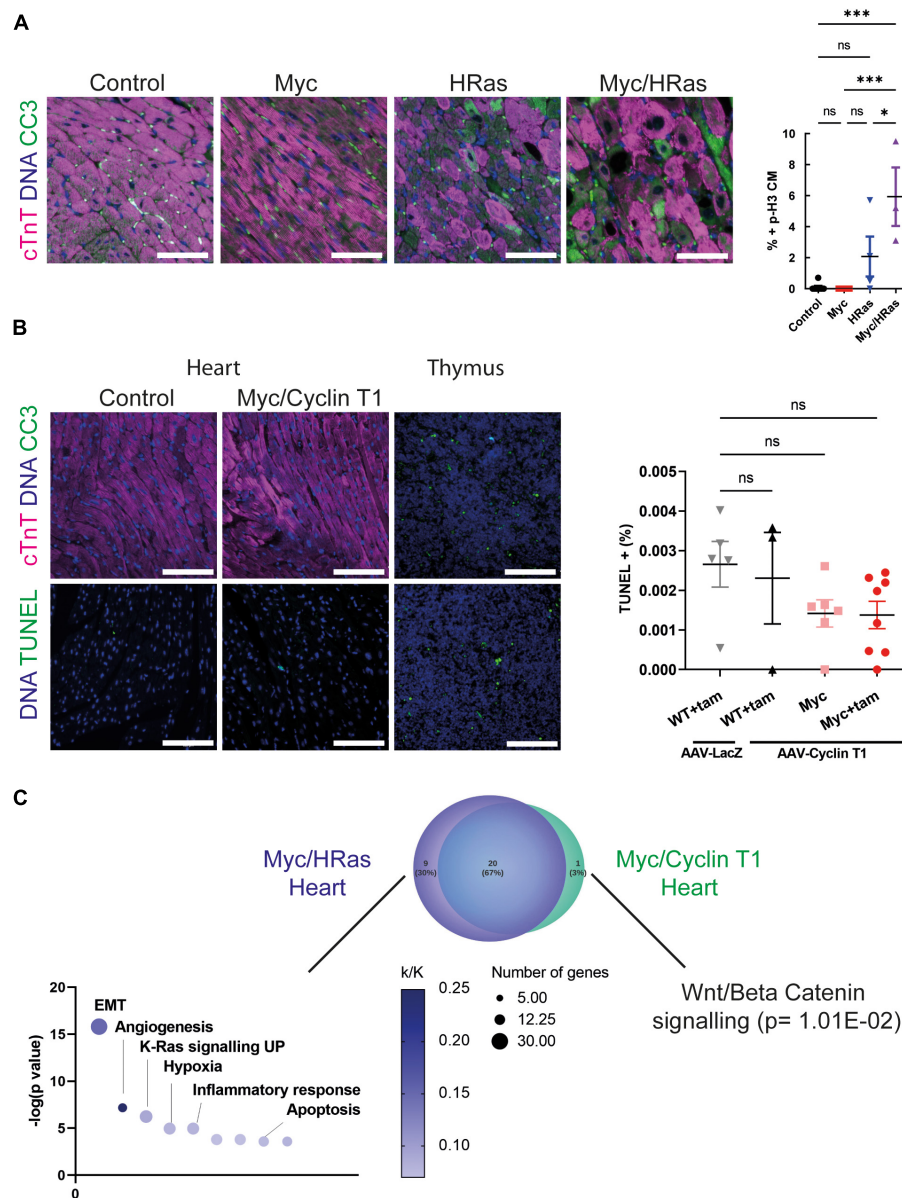 A
Control
Myc
HRas
Myc/HRas
cTnT DNA CC3
***
ns
***
ns
ns
*
% + p-H3 CM
10
8
6
4
2
0
Control
Myc
HRas
Myc/HRas
B
Heart
Thymus
Control
Myc/Cyclin T1
cTnT DNA CC3
DNA TUNEL
ns
ns
ns
TUNEL + (%)
0.005
0.004
0.003
0.002
0.001
0.000
WT+tam
WT+tam
Myc
Myc+tam
AAV-LacZ
AAV-Cyclin T1
C
Myc/HRas
Heart
9
(30%)
20
(67%)
1
(3%)
Myc/Cyclin T1
Heart
-log(p value)
20
15
10
5
0
0
EMT
Angiogenesis
K-Ras signalling UP
Hypoxia
Inflammatory response
Apoptosis
k/K
0.25
0.20
0.15
0.10
Number of genes
5.00
12.25
30.00
Wnt/Beta Catenin
signalling (p= 1.01E-02)